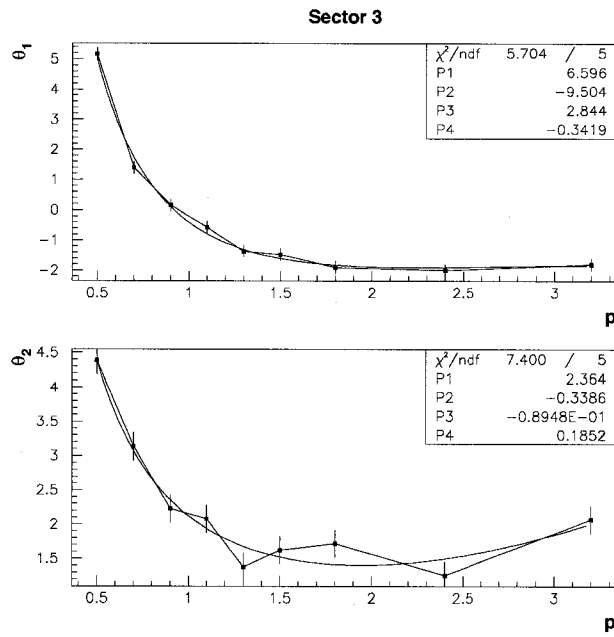 Sector 3
θ1
χ²/ndf 5.704 / 5
P1 6.596
P2 −9.504
P3 2.844
P4 −0.3419
5
4
3
2
1
0
−1
−2
0.5 1 1.5 2 2.5 3
p
θ2
χ²/ndf 7.400 / 5
P1 2.364
P2 −0.3386
P3 −0.8948E−01
P4 0.1852
4.5
4
3.5
3
2.5
2
1.5
0.5 1 1.5 2 2.5 3
p